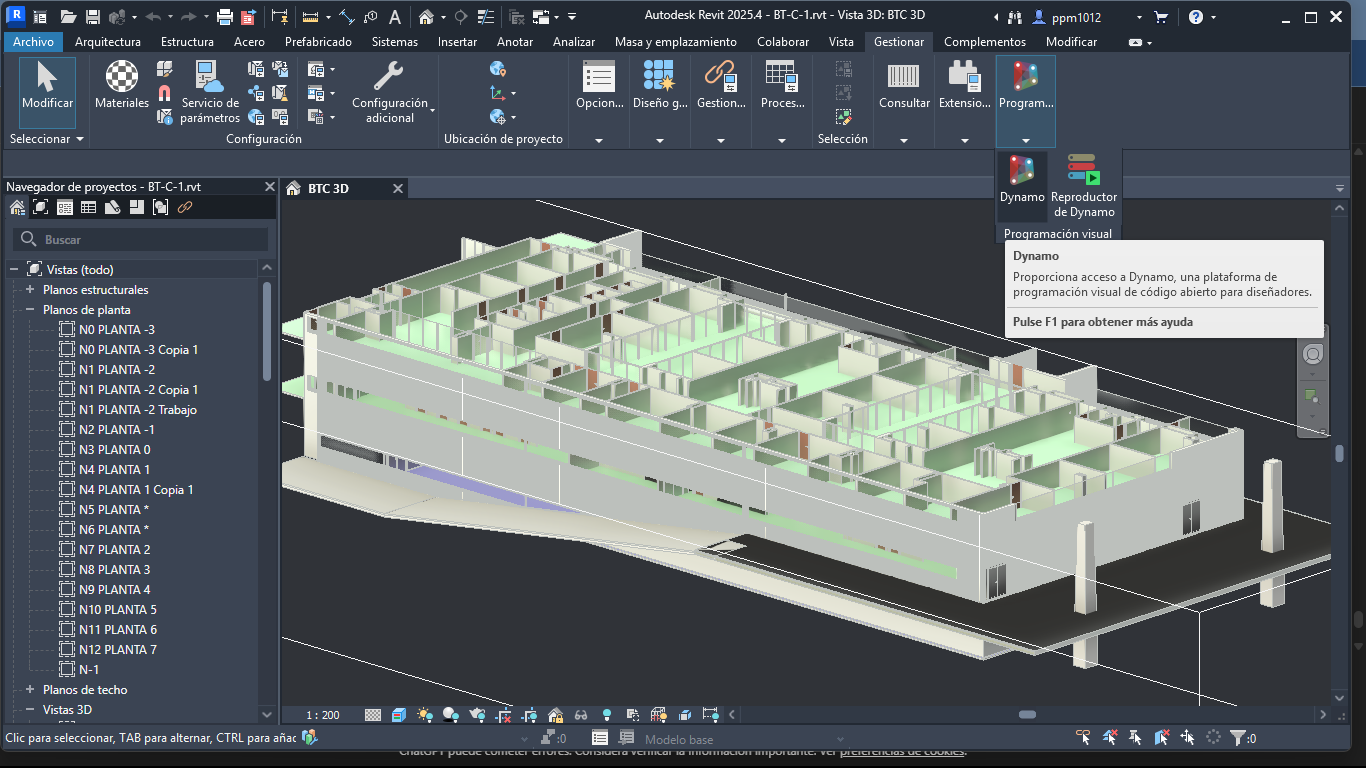 Autodesk Revit 2025.4 - BT-C-1.rvt - Vista 3D: BTC 3D
ppm1012
Archivo Arquitectura Estructura Acero Prefabricado Sistemas Insertar Anotar Analizar Masa y emplazamiento Colaborar Vista Gestionar Complementos Modificar
Modificar
Materiales
Servicio de
parámetros
Configuración
adicional
Opcion...
Diseño g...
Gestion...
Proces...
Consultar
Extensio...
Program...
Seleccionar
Configuración
Ubicación de proyecto
Selección
Dynamo
Reproductor
de Dynamo
Programación visual
Dynamo
Proporciona acceso a Dynamo, una plataforma de
programación visual de código abierto para diseñadores.
Pulse F1 para obtener más ayuda
Navegador de proyectos - BT-C-1.rvt
BTC 3D
Buscar
Vistas (todo)
Planos estructurales
Planos de planta
N0 PLANTA -3
N0 PLANTA -3 Copia 1
N1 PLANTA -2
N1 PLANTA -2 Copia 1
N1 PLANTA -2 Trabajo
N2 PLANTA -1
N3 PLANTA 0
N4 PLANTA 1
N4 PLANTA 1 Copia 1
N5 PLANTA *
N6 PLANTA *
N7 PLANTA 2
N8 PLANTA 3
N9 PLANTA 4
N10 PLANTA 5
N11 PLANTA 6
N12 PLANTA 7
N-1
Planos de techo
Vistas 3D
1 : 200
Clic para seleccionar, TAB para alternar, CTRL para añac
:0
Modelo base
:0
ChatGPT puede cometer errores. Considera verificar la información importante. Ver preferencias de cookies.